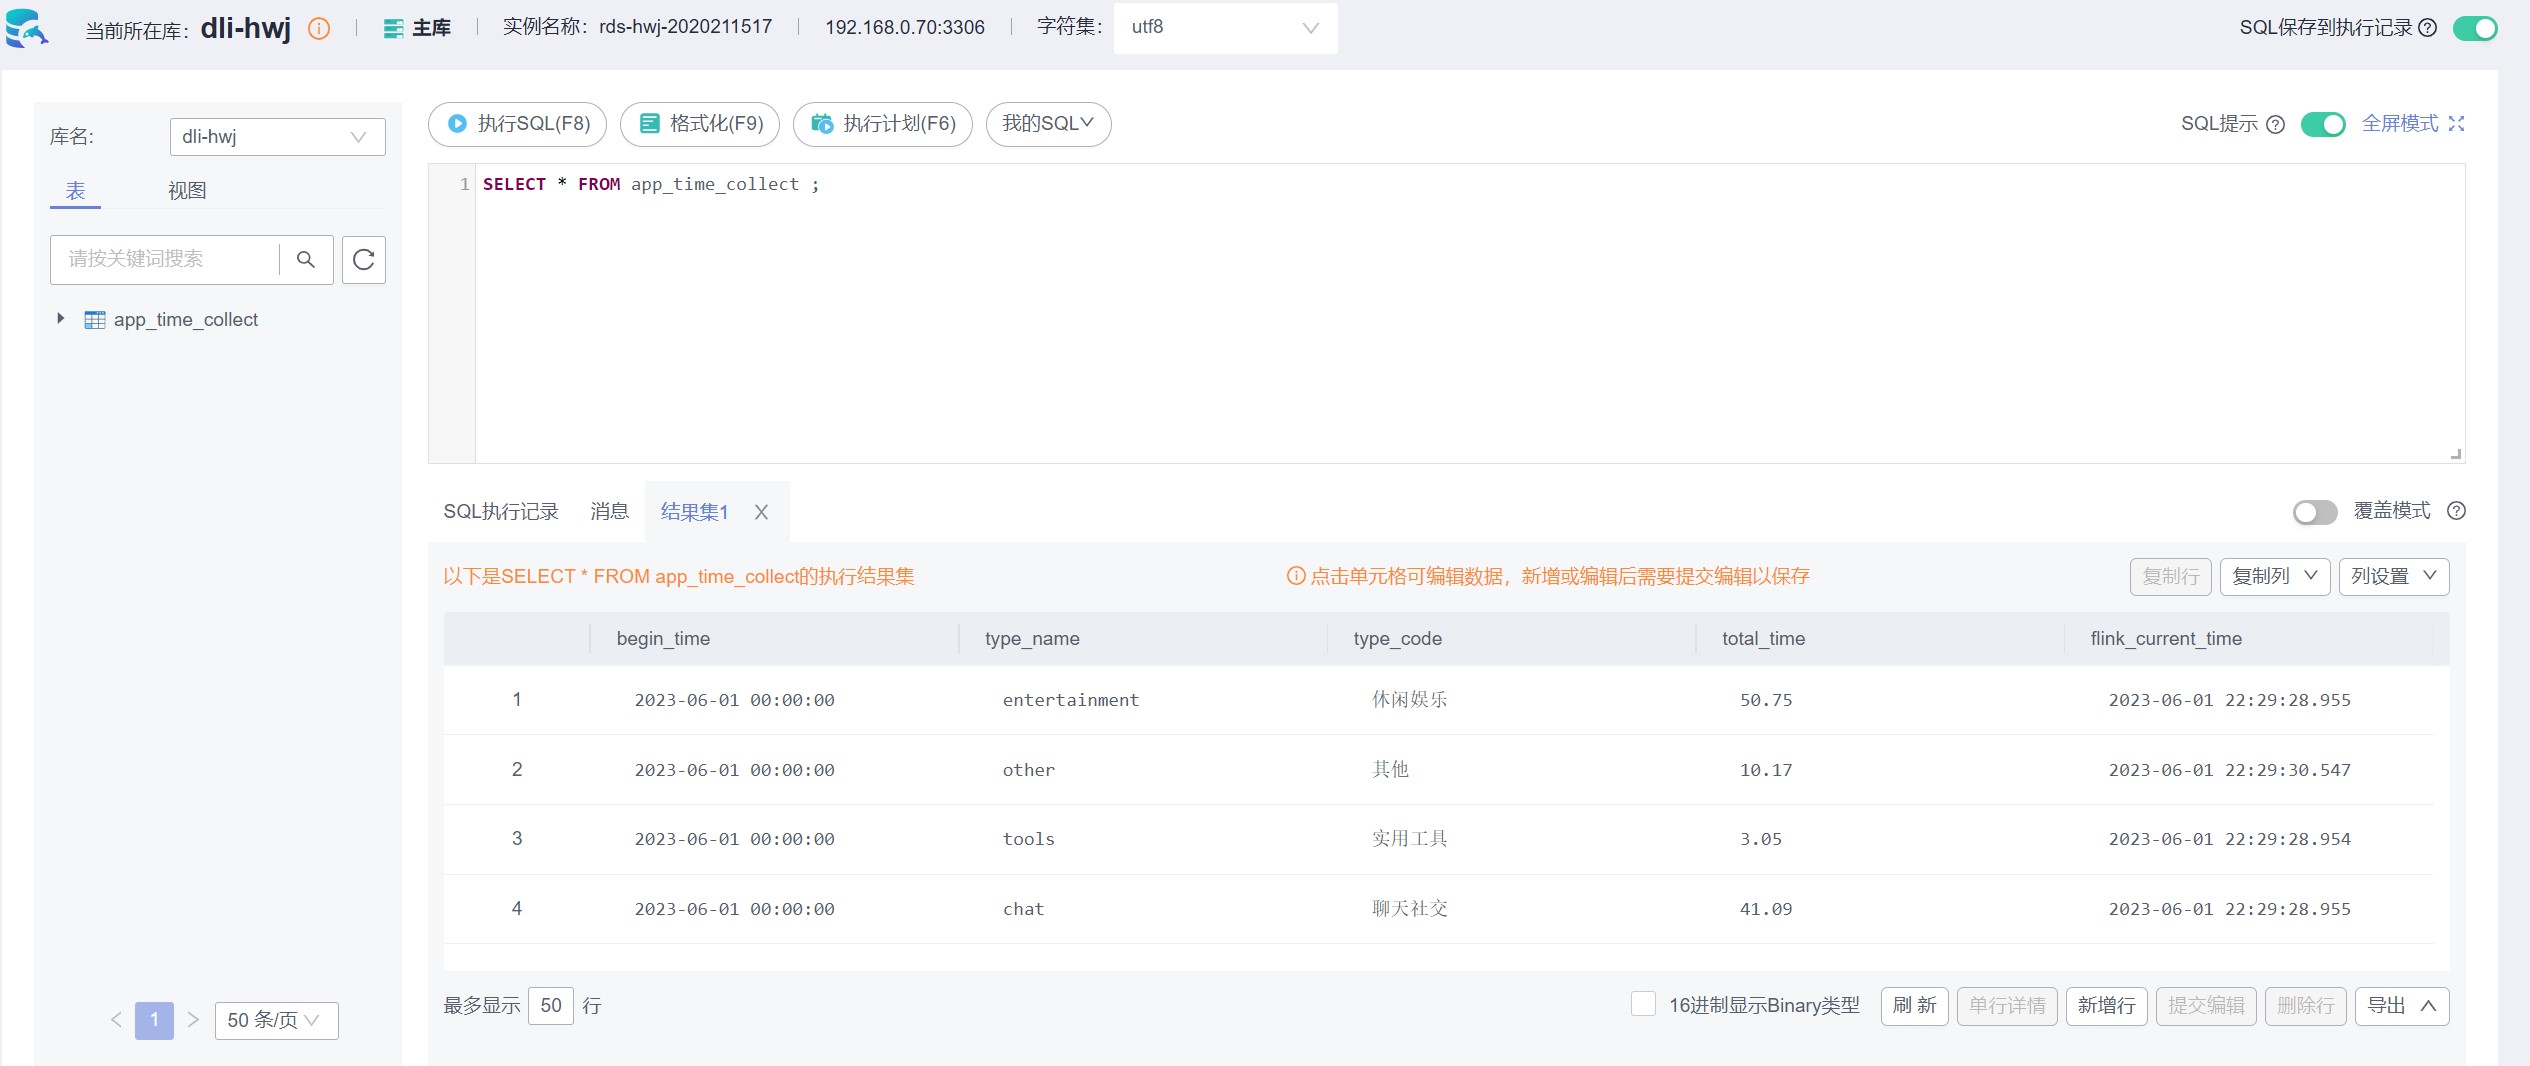 当前所在库: dli-hwj 主库 实例名称: rds-hwj-2020211517 192.168.0.70:3306 字符集: utf8 SQL保存到执行记录
库名: dli-hwj
表 视图
请按关键词搜索
app_time_collect
1 50 条/页
执行SQL(F8) 格式化(F9) 执行计划(F6) 我的SQL SQL提示 全屏模式
1 SELECT * FROM app_time_collect ;
SQL执行记录 消息 结果集1 X 覆盖模式
以下是SELECT * FROM app_time_collect的执行结果集 点击单元格可编辑数据，新增或编辑后需要提交编辑以保存 复制行 复制列 列设置
begin_time type_name type_code total_time flink_current_time
1 2023-06-01 00:00:00 entertainment 休闲娱乐 50.75 2023-06-01 22:29:28.955
2 2023-06-01 00:00:00 other 其他 10.17 2023-06-01 22:29:30.547
3 2023-06-01 00:00:00 tools 实用工具 3.05 2023-06-01 22:29:28.954
4 2023-06-01 00:00:00 chat 聊天社交 41.09 2023-06-01 22:29:28.955
最多显示 50 行 16进制显示Binary类型 刷 新 单行详情 新增行 提交编辑 删除行 导出